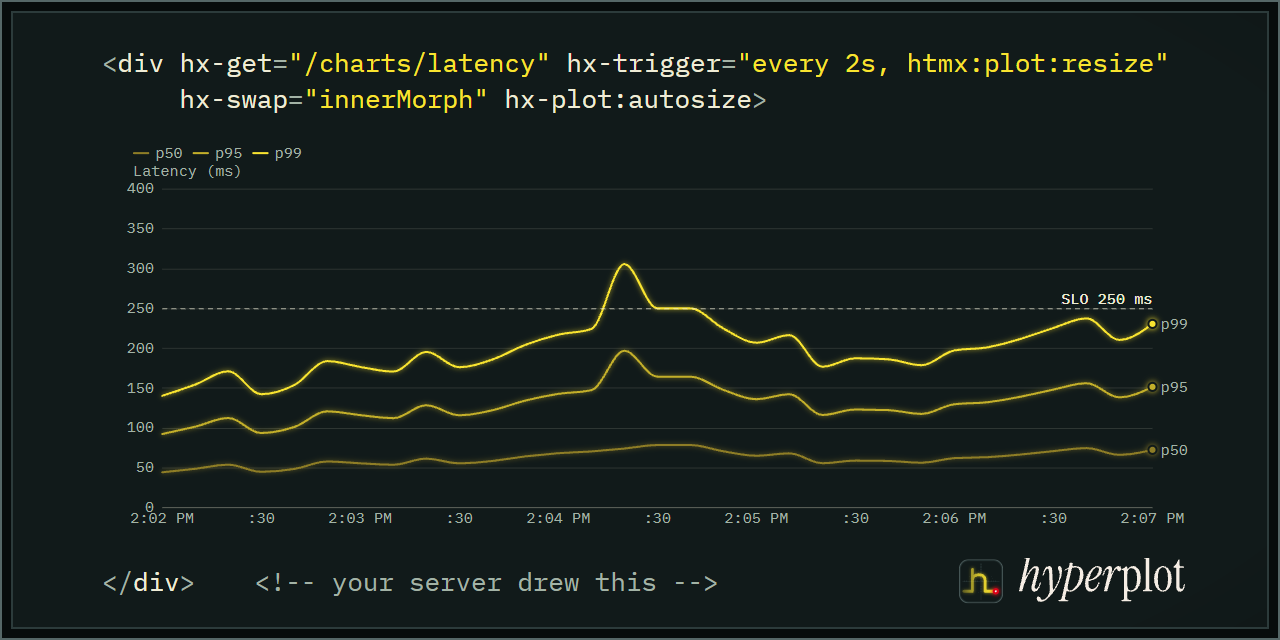 <div hx-get="/charts/latency" hx-trigger="every 2s, htmx:plot:resize"
hx-swap="innerMorph" hx-plot:autosize>
p50 p95 p99
Latency (ms)
400
350
300
250
200
150
100
50
0
SLO 250 ms
p99
p95
p50
2:02 PM :30 2:03 PM :30 2:04 PM :30 2:05 PM :30 2:06 PM :30 2:07 PM
</div> <!-- your server drew this -->
h. hyperplot